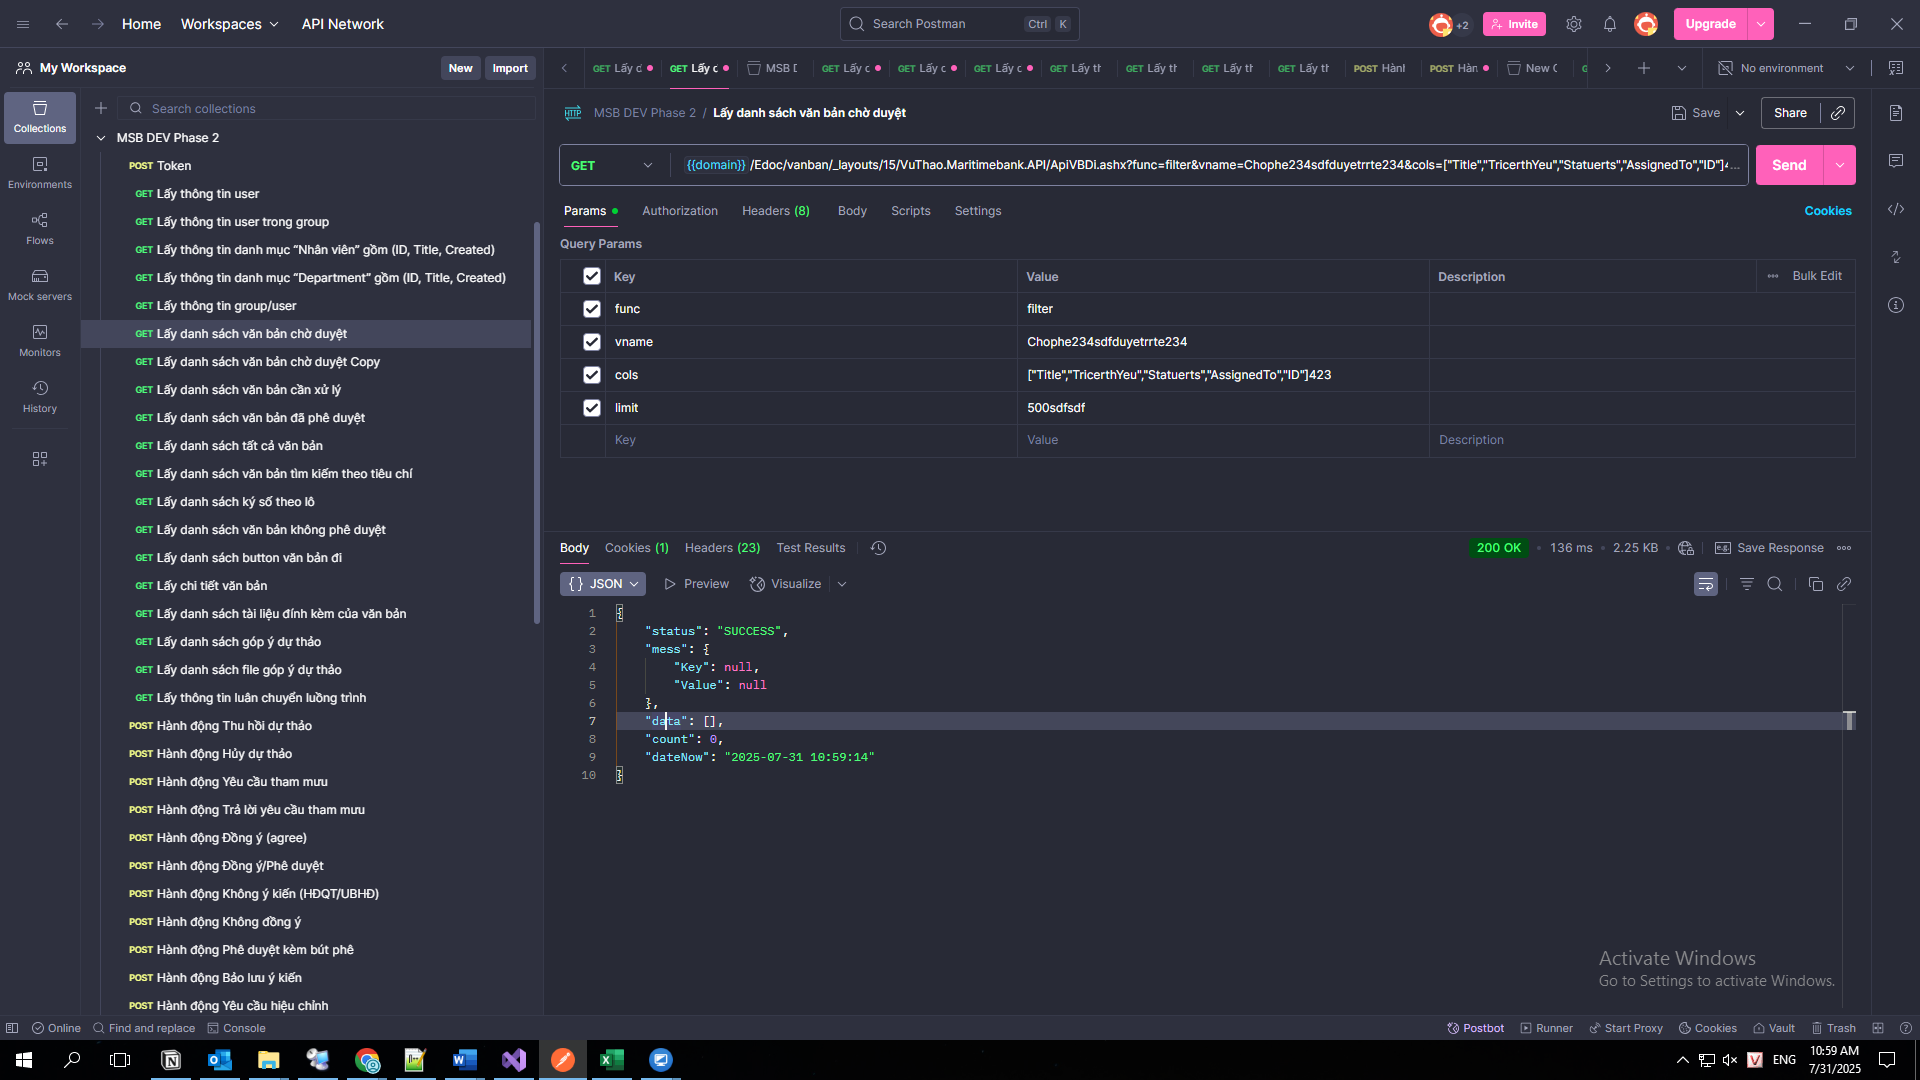 Home
Workspaces
API Network
Search Postman
Ctrl
K
+2
Invite
Upgrade
My Workspace
New
Import
GET Lấy d
GET Lấy c
MSB D
GET Lấy c
GET Lấy c
GET Lấy c
GET Lấy th
GET Lấy th
GET Lấy th
GET Lấy th
POST Hành
POST Hàn
New C
No environment
Collections
Environments
Flows
Mock servers
Monitors
History
Search collections
MSB DEV Phase 2
POST Token
GET Lấy thông tin user
GET Lấy thông tin user trong group
GET Lấy thông tin danh mục “Nhân viên” gồm (ID, Title, Created)
GET Lấy thông tin danh mục “Department” gồm (ID, Title, Created)
GET Lấy thông tin group/user
GET Lấy danh sách văn bản chờ duyệt
GET Lấy danh sách văn bản chờ duyệt Copy
GET Lấy danh sách văn bản cần xử lý
GET Lấy danh sách văn bản đã phê duyệt
GET Lấy danh sách tất cả văn bản
GET Lấy danh sách văn bản tìm kiếm theo tiêu chí
GET Lấy danh sách ký số theo lô
GET Lấy danh sách văn bản không phê duyệt
GET Lấy danh sách button văn bản đi
GET Lấy chi tiết văn bản
GET Lấy danh sách tài liệu đính kèm của văn bản
GET Lấy danh sách góp ý dự thảo
GET Lấy danh sách file góp ý dự thảo
GET Lấy thông tin luân chuyển luồng trình
POST Hành động Thu hồi dự thảo
POST Hành động Hủy dự thảo
POST Hành động Yêu cầu tham mưu
POST Hành động Trả lời yêu cầu tham mưu
POST Hành động Đồng ý (agree)
POST Hành động Đồng ý/Phê duyệt
POST Hành động Không ý kiến (HĐQT/UBHĐ)
POST Hành động Không đồng ý
POST Hành động Phê duyệt kèm bút phê
POST Hành động Bảo lưu ý kiến
POST Hành động Yêu cầu hiệu chỉnh
HTTP
MSB DEV Phase 2 / Lấy danh sách văn bản chờ duyệt
Save
Share
GET
{{domain}} /Edoc/vanban/_layouts/15/VuThao.Maritimebank.API/ApiVBDi.ashx?func=filter&vname=Chophe234sdfduyetrrte234&cols=["Title","TricerthYeu","Statuerts","AssignedTo","ID"]4...
Send
Params
Authorization
Headers (8)
Body
Scripts
Settings
Cookies
Query Params
Key
Value
Description
Bulk Edit
func
filter
vname
Chophe234sdfduyetrrte234
cols
["Title","TricerthYeu","Statuerts","AssignedTo","ID"]423
limit
500sdfsdf
Key
Value
Description
Body
Cookies (1)
Headers (23)
Test Results
200 OK
136 ms
2.25 KB
e.g.
Save Response
{} JSON
Preview
Visualize
1 {
2 "status": "SUCCESS",
3 "mess": {
4 "Key": null,
5 "Value": null
6 },
7 "data": [],
8 "count": 0,
9 "dateNow": "2025-07-31 10:59:14"
10 }
Activate Windows
Go to Settings to activate Windows.
Online
Find and replace
Console
Postbot
Runner
Start Proxy
Cookies
Vault
Trash
ENG
10:59 AM
7/31/2025